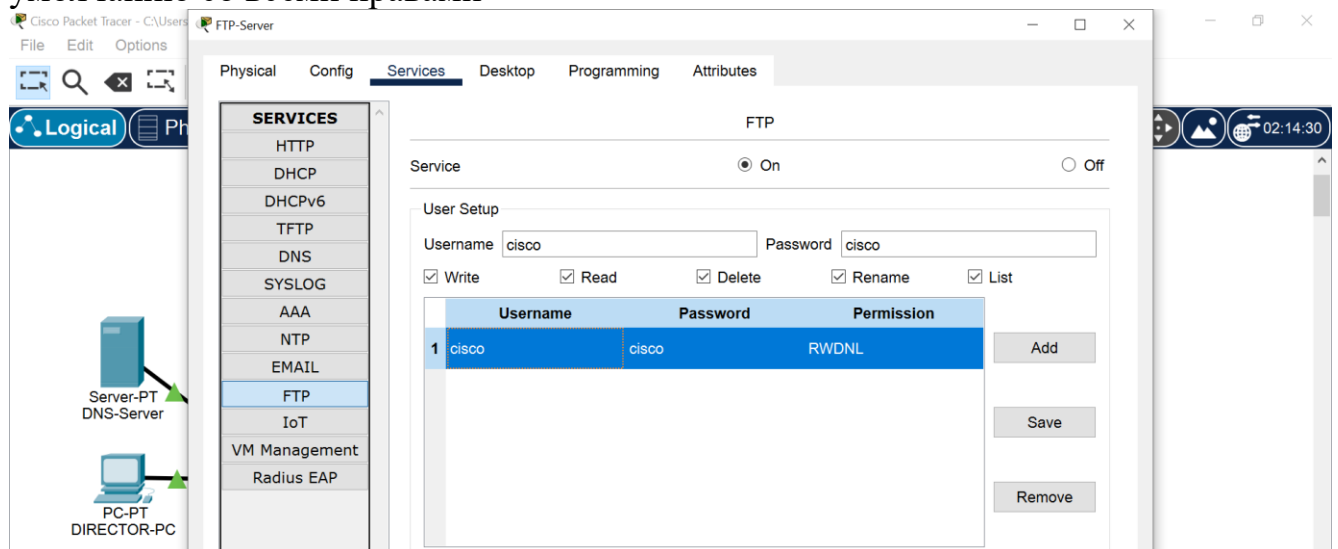 Cisco Packet Tracer - C:\Users
FTP-Server
File Edit Options
Physical Config Services Desktop Programming Attributes
Logical
Ph
02:14:30
SERVICES
HTTP
DHCP
DHCPv6
TFTP
DNS
SYSLOG
AAA
NTP
EMAIL
FTP
IoT
VM Management
Radius EAP
FTP
Service On Off
User Setup
Username cisco Password cisco
Write Read Delete Rename List
Username Password Permission
1 cisco cisco RWDNL
Add
Save
Remove
Server-PT
DNS-Server
PC-PT
DIRECTOR-PC